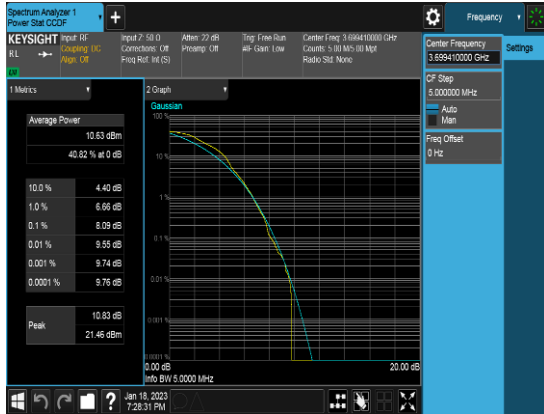 Spectrum Analyzer 1
Power Stat CCDF
Frequency
KEYSIGHT
RL
Input: RF
Coupling: DC
Align: Off
Input Z: 50 Ω
Corrections: Off
Freq Ref: Int (S)
Atten: 22 dB
Preamp: Off
Trig: Free Run
#IF Gain: Low
Center Freq: 3.699410000 GHz
Counts: 5.00 M/5.00 Mpt
Radio Std: None
Center Frequency
3.699410000 GHz
Settings
CF Step
5.000000 MHz
Auto
Man
Freq Offset
0 Hz
1 Metrics
Average Power
10.63 dBm
40.82 % at 0 dB
10.0 % 4.40 dB
1.0 % 6.66 dB
0.1 % 8.09 dB
0.01 % 9.55 dB
0.001 % 9.74 dB
0.0001 % 9.76 dB
Peak
10.83 dB
21.46 dBm
2 Graph
Gaussian
100 %
10 %
1 %
0.1 %
0.01 %
0.001 %
0.0001 %
0.00 dB
20.00 dB
Info BW 5.0000 MHz
Jan 18, 2023
7:28:31 PM